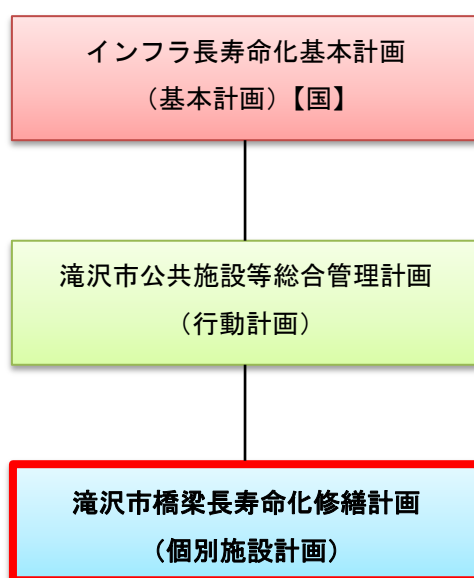 インフラ長寿命化基本計画
（基本計画）【国】
滝沢市公共施設等総合管理計画
（行動計画）
滝沢市橋梁長寿命化修繕計画
（個別施設計画）